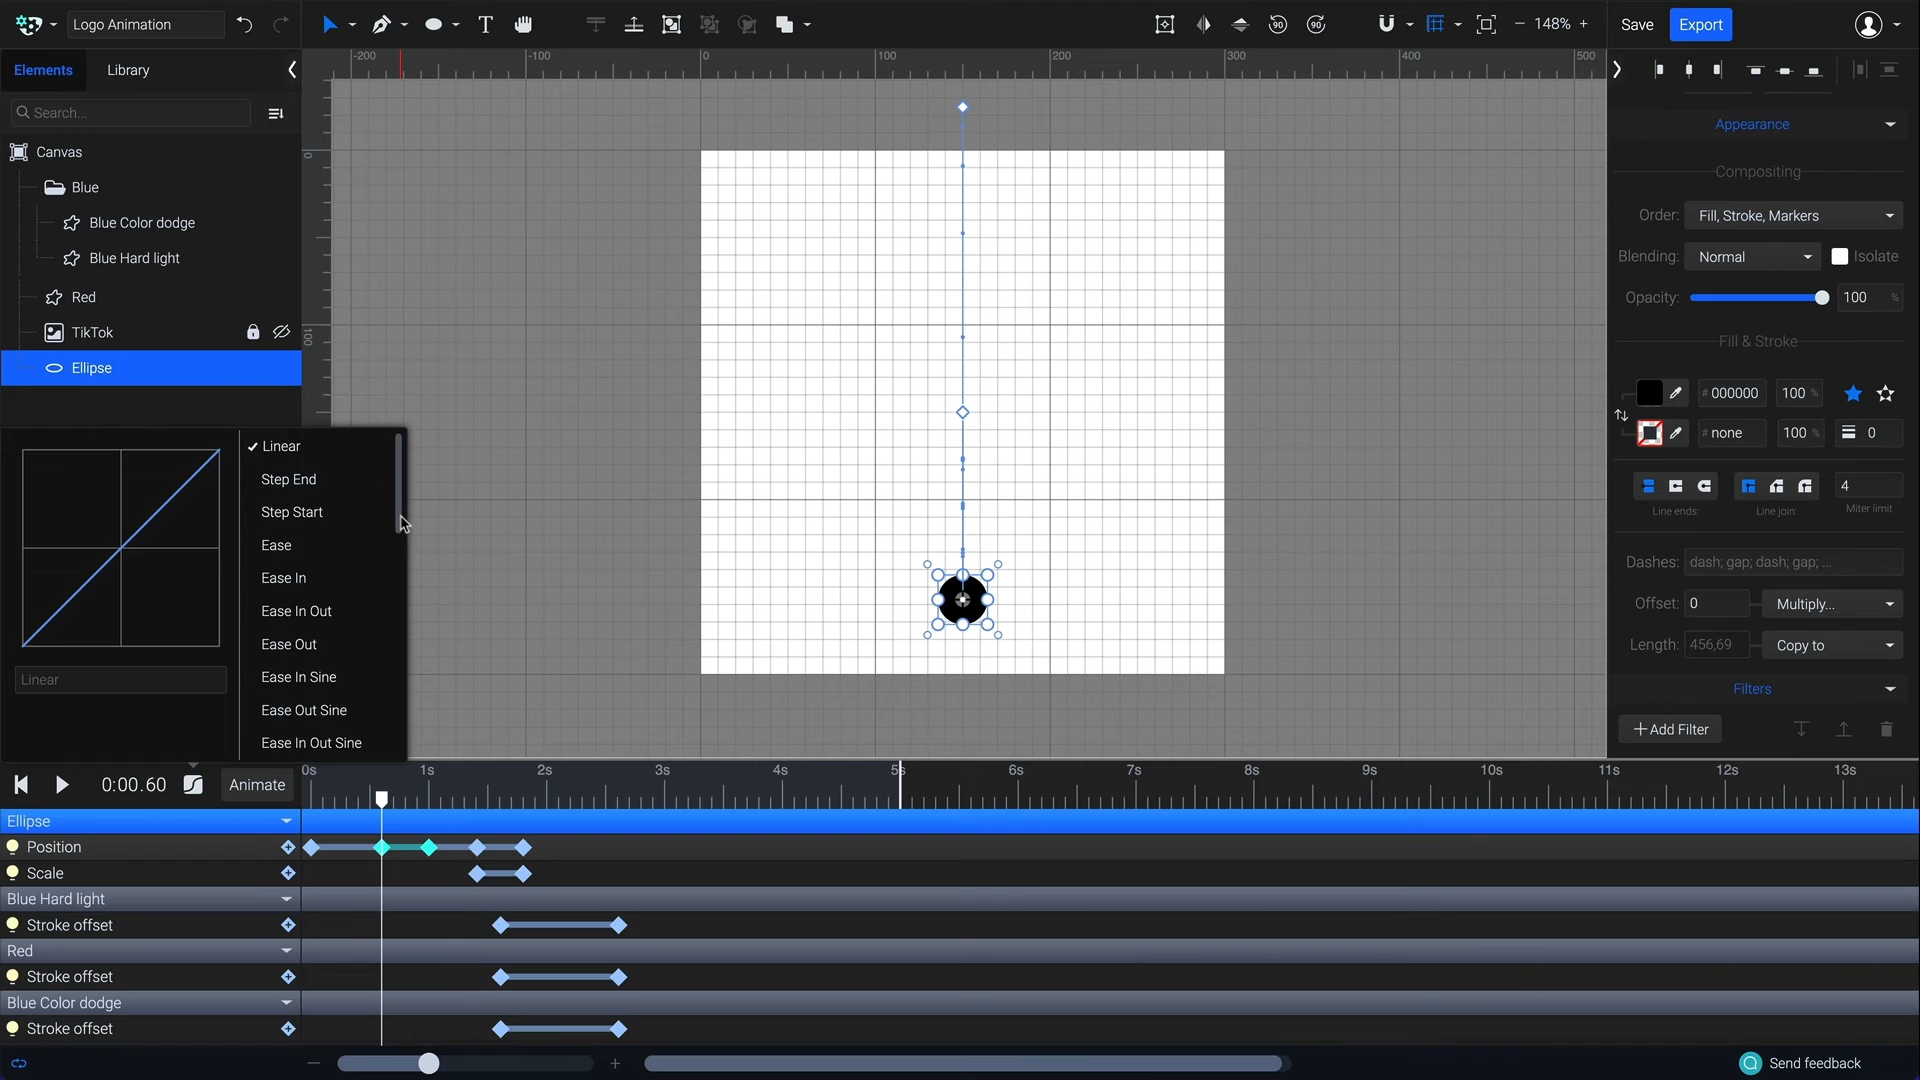 Logo Animation
148%
Save
Export
Elements
Library
Search...
Canvas
Blue
Blue Color dodge
Blue Hard light
Red
TikTok
Ellipse
-200
-100
0
100
200
300
400
500
0
100
Linear
Step End
Step Start
Ease
Ease In
Ease In Out
Ease Out
Ease In Sine
Ease Out Sine
Ease In Out Sine
Linear
Appearance
Compositing
Order: Fill, Stroke, Markers
Blending: Normal Isolate
Opacity: 100 %
Fill & Stroke
# 000000 100 %
# none 100 % 0
4
Line ends: Line join: Miter limit
Dashes: dash; gap; dash; gap; ...
Offset: 0 Multiply...
Length: 456,69 Copy to
Filters
+ Add Filter
0:00.60 Animate
0s 1s 2s 3s 4s 5s 6s 7s 8s 9s 10s 11s 12s 13s
Ellipse
Position
Scale
Blue Hard light
Stroke offset
Red
Stroke offset
Blue Color dodge
Stroke offset
Send feedback